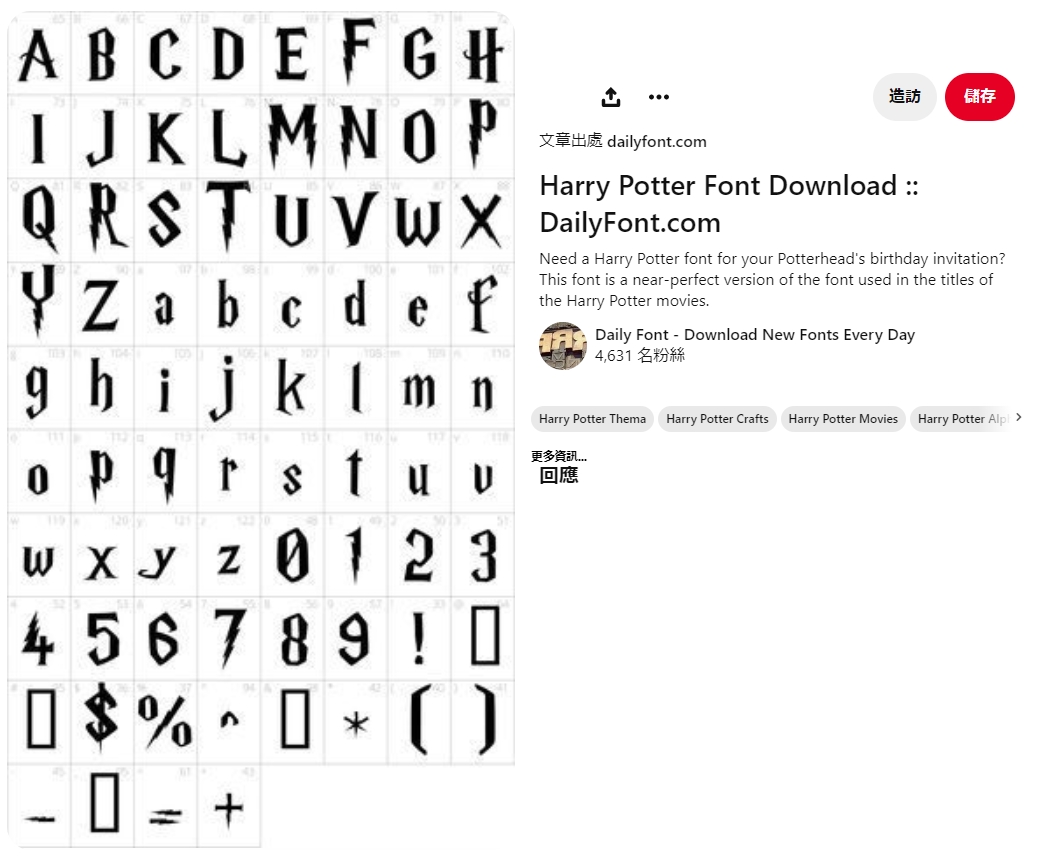 A B C D E F G H
I J K L M N O P
Q R S T U V W X
Y Z a b c d e f
g h i j k l m n
o p q r s t u v
w x y z 0 1 2 3
4 5 6 7 8 9 !
$ % ^ * ( )
- = +
造訪
儲存
文章出處 dailyfont.com
Harry Potter Font Download ::
DailyFont.com
Need a Harry Potter font for your Potterhead's birthday invitation?
This font is a near-perfect version of the font used in the titles of
the Harry Potter movies.
Daily Font - Download New Fonts Every Day
4,631 名粉絲
Harry Potter Thema Harry Potter Crafts Harry Potter Movies Harry Potter
更多資訊...
回應